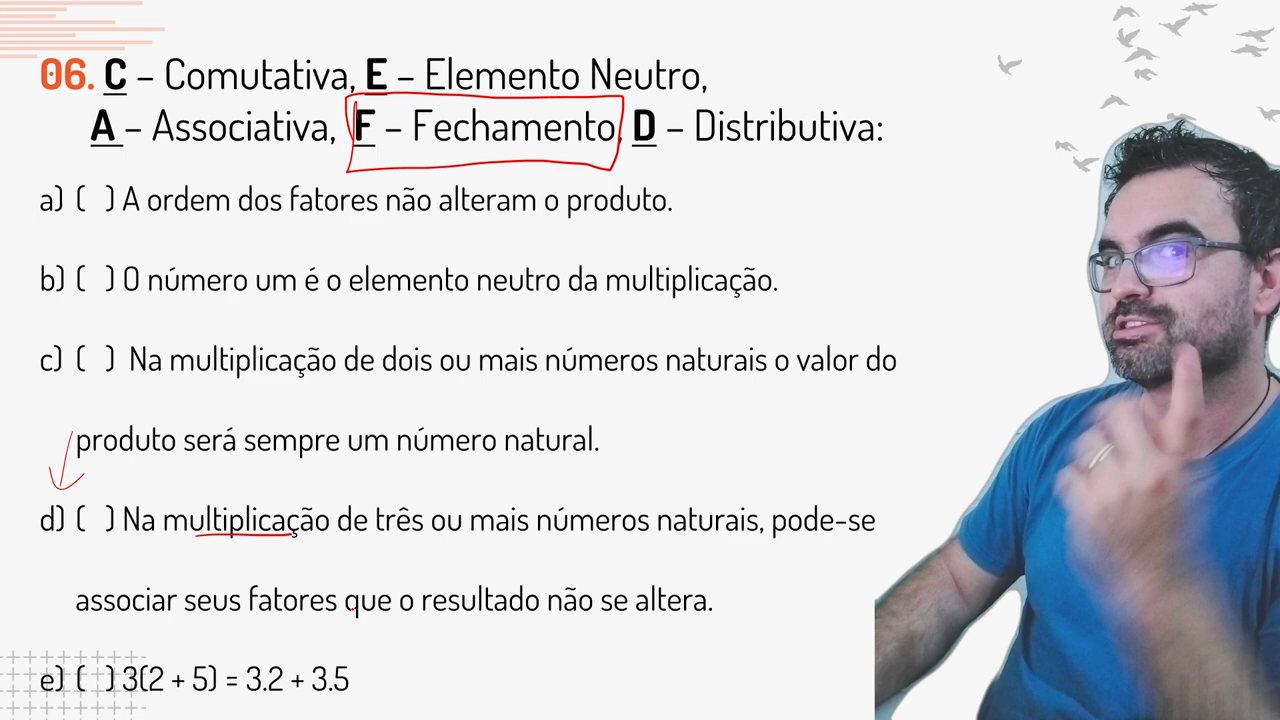 06. C – Comutativa, E – Elemento Neutro,
A – Associativa, F – Fechamento, D – Distributiva:
a) ( ) A ordem dos fatores não alteram o produto.
b) ( ) O número um é o elemento neutro da multiplicação.
c) ( ) Na multiplicação de dois ou mais números naturais o valor do
produto será sempre um número natural.
d) ( ) Na multiplicação de três ou mais números naturais, pode-se
associar seus fatores que o resultado não se altera.
e) ( ) 3(2 + 5) = 3.2 + 3.5